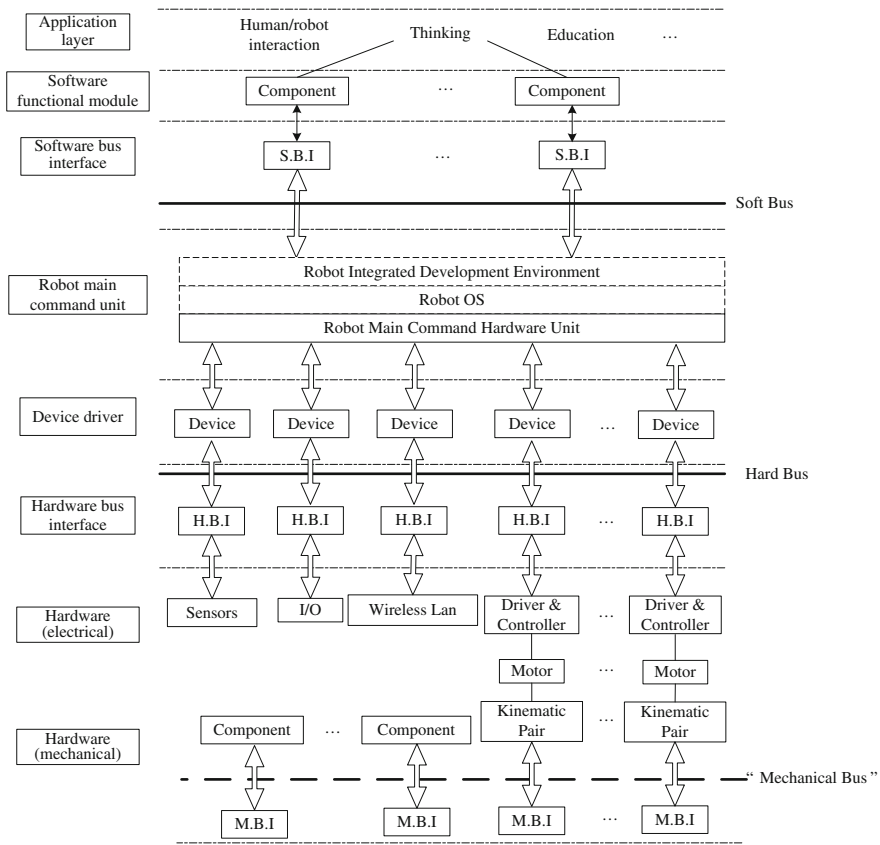 Application
layer
Human/robot
interaction
Thinking
Education
...
Software
functional module
Component
...
Component
Software bus
interface
S.B.I
...
S.B.I
Soft Bus
Robot main
command unit
Robot Integrated Development Environment
Robot OS
Robot Main Command Hardware Unit
Device driver
Device
Device
Device
Device
...
Device
Hard Bus
Hardware bus
interface
H.B.I
H.B.I
H.B.I
H.B.I
...
H.B.I
Hardware
(electrical)
Sensors
I/O
Wireless Lan
Driver &
Controller
...
Driver &
Controller
Motor
...
Motor
Hardware
(mechanical)
Component
...
Component
Kinematic
Pair
...
Kinematic
Pair
“ Mechanical Bus ”
M.B.I
M.B.I
M.B.I
...
M.B.I